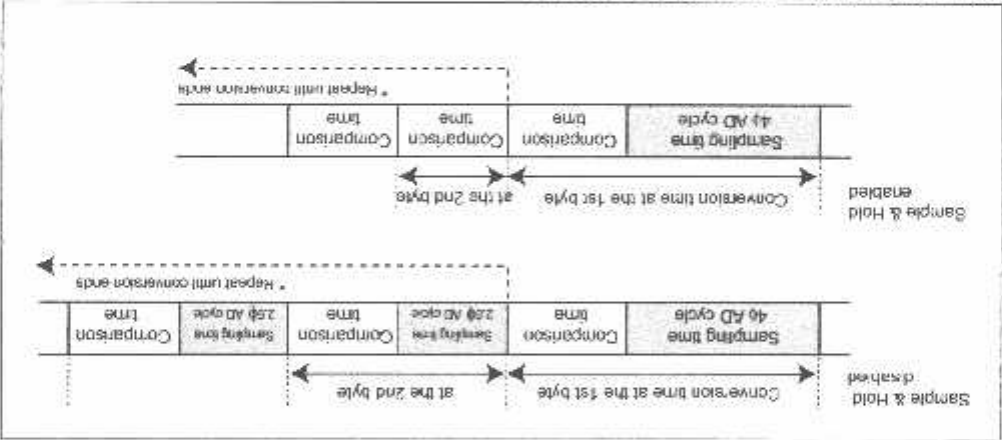 Sample & Hold
disabled
Conversion time at the 1st byte
at the 2nd byte
Sampling time
4φ AD cycle
Comparison
time
Sampling time
2.5φ AD cycle
Comparison
time
Sampling time
2.5φ AD cycle
Comparison
time
* Repeat until conversion ends
Sample & Hold
enabled
Conversion time at the 1st byte
at the 2nd byte
Sampling time
4φ AD cycle
Comparison
time
Comparison
time
Comparison
time
* Repeat until conversion ends